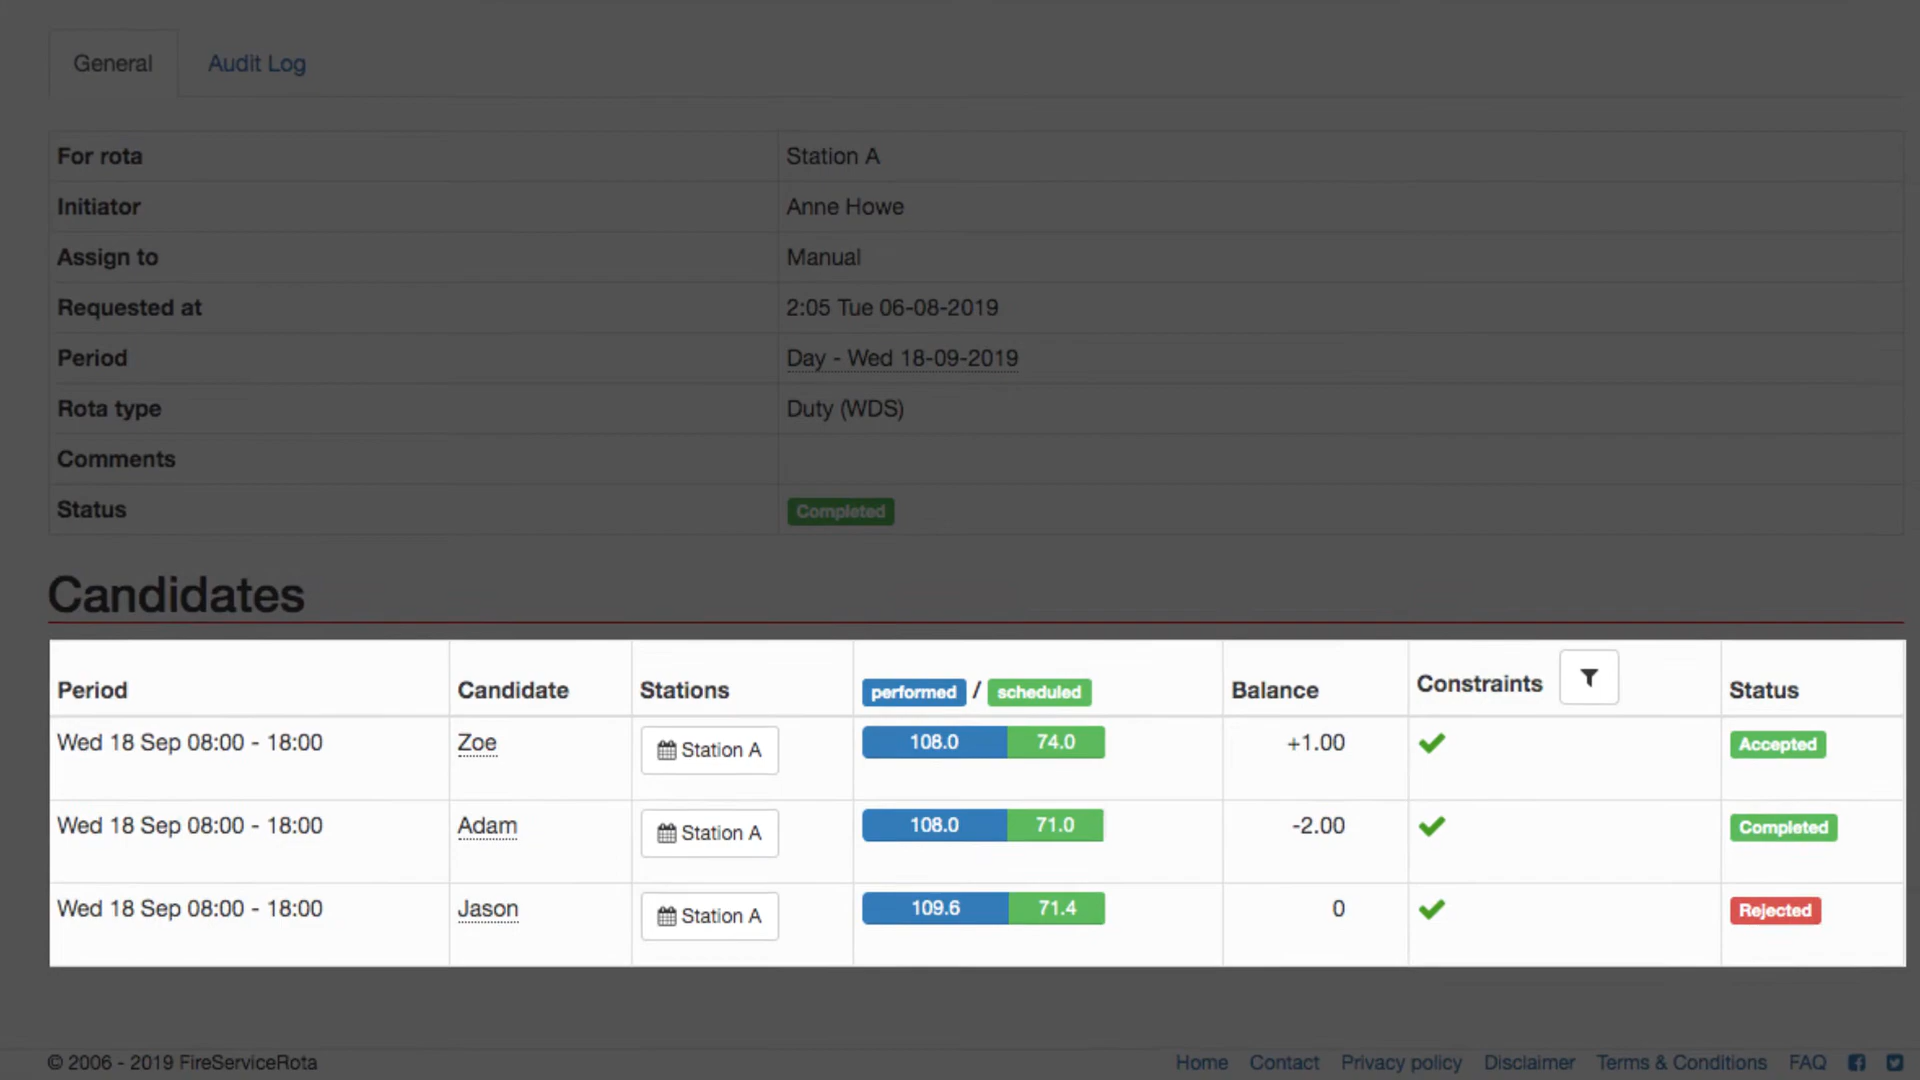 General Audit Log
For rota Station A
Initiator Anne Howe
Assign to Manual
Requested at 2:05 Tue 06-08-2019
Period Day - Wed 18-09-2019
Rota type Duty (WDS)
Comments
Status Completed
Candidates
Period Candidate Stations performed / scheduled Balance Constraints Status
Wed 18 Sep 08:00 - 18:00 Zoe Station A 108.0 74.0 +1.00 Accepted
Wed 18 Sep 08:00 - 18:00 Adam Station A 108.0 71.0 -2.00 Completed
Wed 18 Sep 08:00 - 18:00 Jason Station A 109.6 71.4 0 Rejected
© 2006 - 2019 FireServiceRota Home Contact Privacy policy Disclaimer Terms & Conditions FAQ